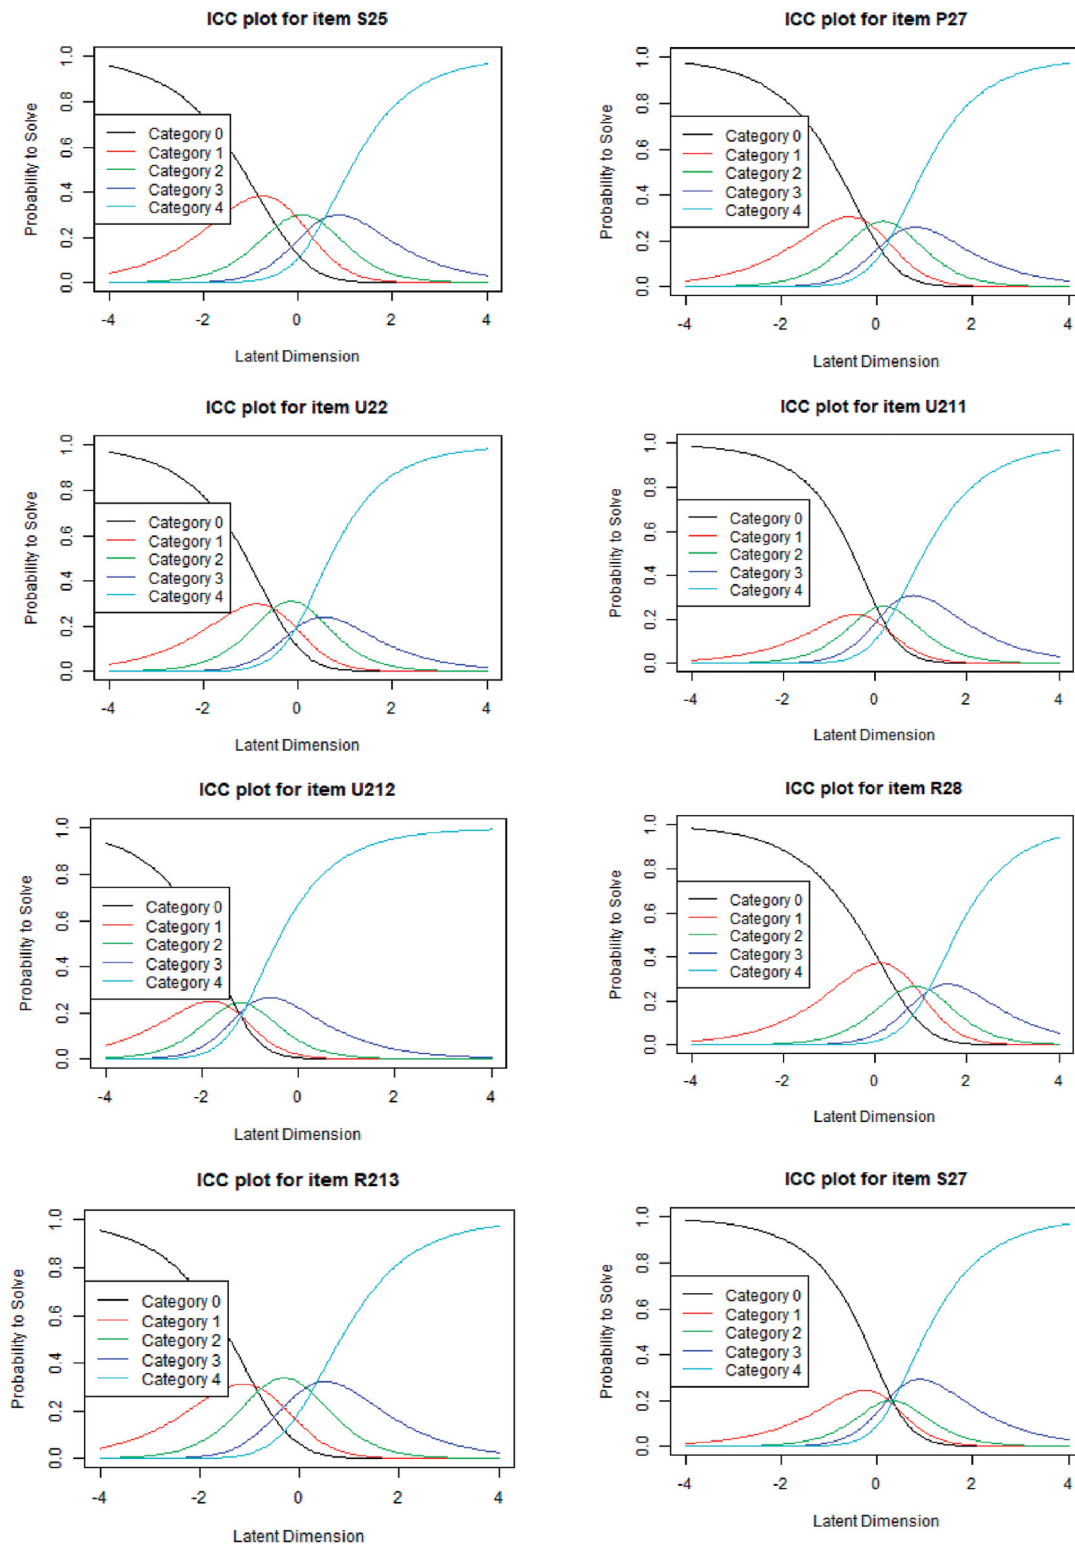 ICC plot for item S25
Probability to Solve
1.0
0.8
0.6
0.4
0.2
0.0
Category 0
Category 1
Category 2
Category 3
Category 4
-4 -2 0 2 4
Latent Dimension
ICC plot for item P27
Probability to Solve
1.0
0.8
0.6
0.4
0.2
0.0
Category 0
Category 1
Category 2
Category 3
Category 4
-4 -2 0 2 4
Latent Dimension
ICC plot for item U22
Probability to Solve
1.0
0.8
0.6
0.4
0.2
0.0
Category 0
Category 1
Category 2
Category 3
Category 4
-4 -2 0 2 4
Latent Dimension
ICC plot for item U211
Probability to Solve
1.0
0.8
0.6
0.4
0.2
0.0
Category 0
Category 1
Category 2
Category 3
Category 4
-4 -2 0 2 4
Latent Dimension
ICC plot for item U212
Probability to Solve
1.0
0.8
0.6
0.4
0.2
0.0
Category 0
Category 1
Category 2
Category 3
Category 4
-4 -2 0 2 4
Latent Dimension
ICC plot for item R28
Probability to Solve
1.0
0.8
0.6
0.4
0.2
0.0
Category 0
Category 1
Category 2
Category 3
Category 4
-4 -2 0 2 4
Latent Dimension
ICC plot for item R213
Probability to Solve
1.0
0.8
0.6
0.4
0.2
0.0
Category 0
Category 1
Category 2
Category 3
Category 4
-4 -2 0 2 4
Latent Dimension
ICC plot for item S27
Probability to Solve
1.0
0.8
0.6
0.4
0.2
0.0
Category 0
Category 1
Category 2
Category 3
Category 4
-4 -2 0 2 4
Latent Dimension